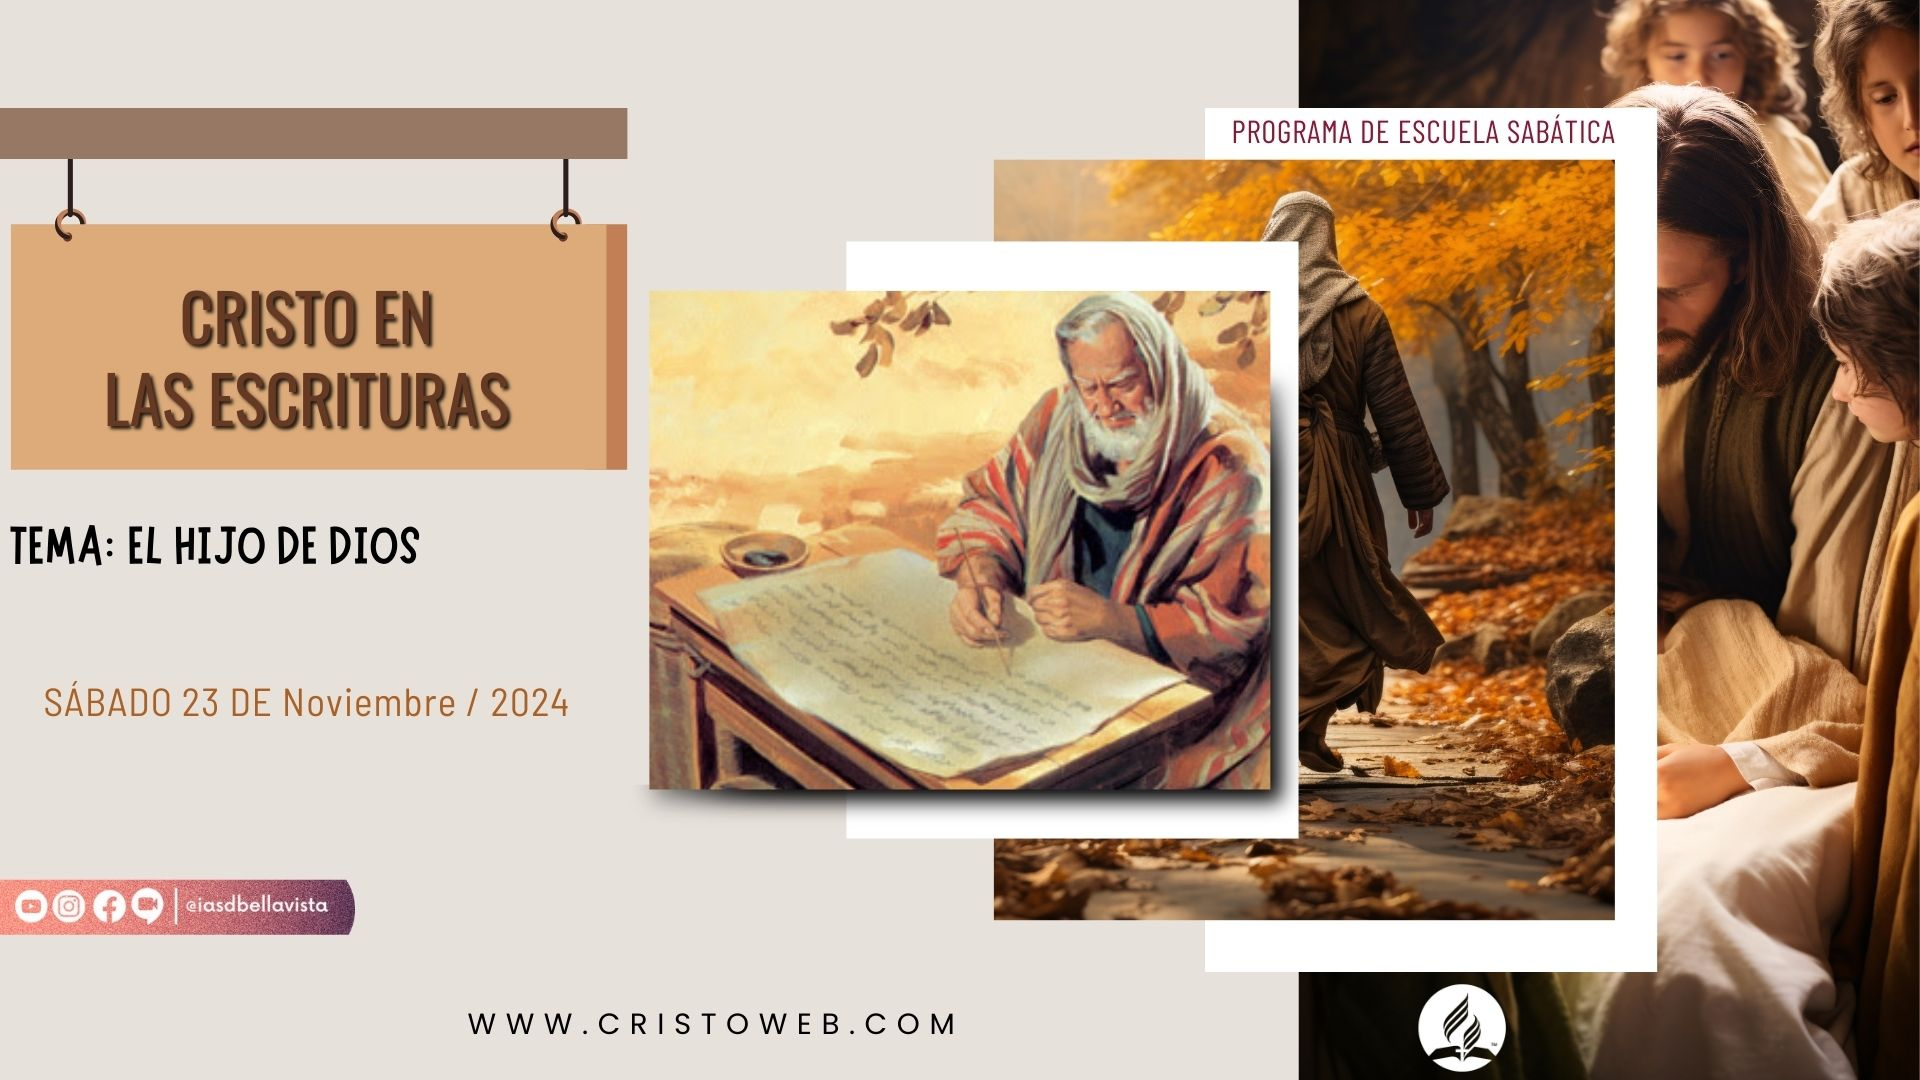 PROGRAMA DE ESCUELA SABÁTICA
CRISTO EN
LAS ESCRITURAS
TEMA: EL HIJO DE DIOS
SÁBADO 23 DE Noviembre / 2024
@iasdbellavista
WWW.CRISTOWEB.COM